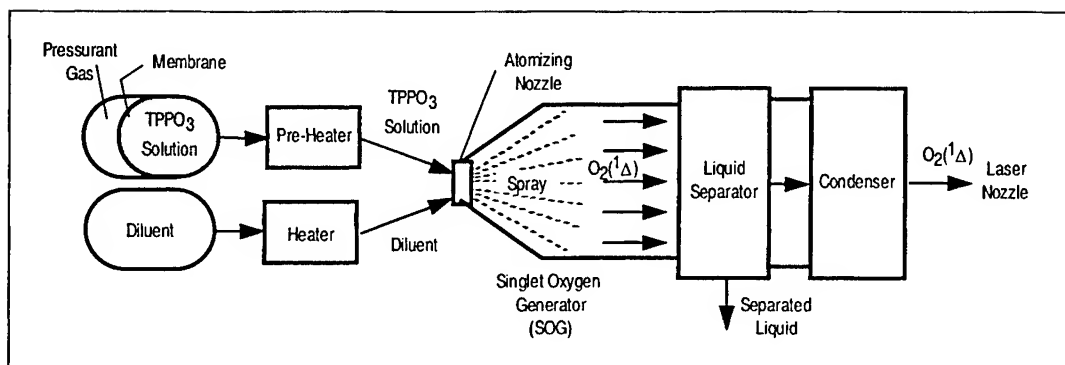 Pressurant
Gas
Membrane
TPPO3
Solution
Pre-Heater
TPPO3
Solution
Atomizing
Nozzle
Diluent
Heater
Diluent
Spray
O2(¹Δ)
Singlet Oxygen
Generator
(SOG)
Liquid
Separator
Separated
Liquid
Condenser
O2(¹Δ)
Laser
Nozzle